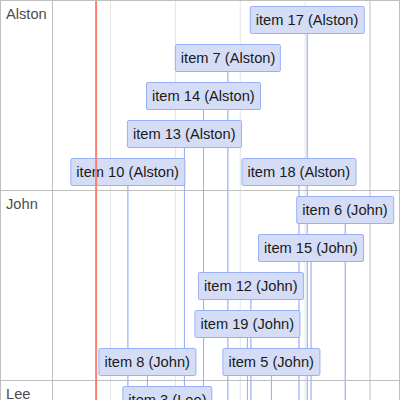 Alston
item 17 (Alston)
item 7 (Alston)
item 14 (Alston)
item 13 (Alston)
item 10 (Alston)
item 18 (Alston)
John
item 6 (John)
item 15 (John)
item 12 (John)
item 19 (John)
item 8 (John)
item 5 (John)
Lee
item 3 (Lee)